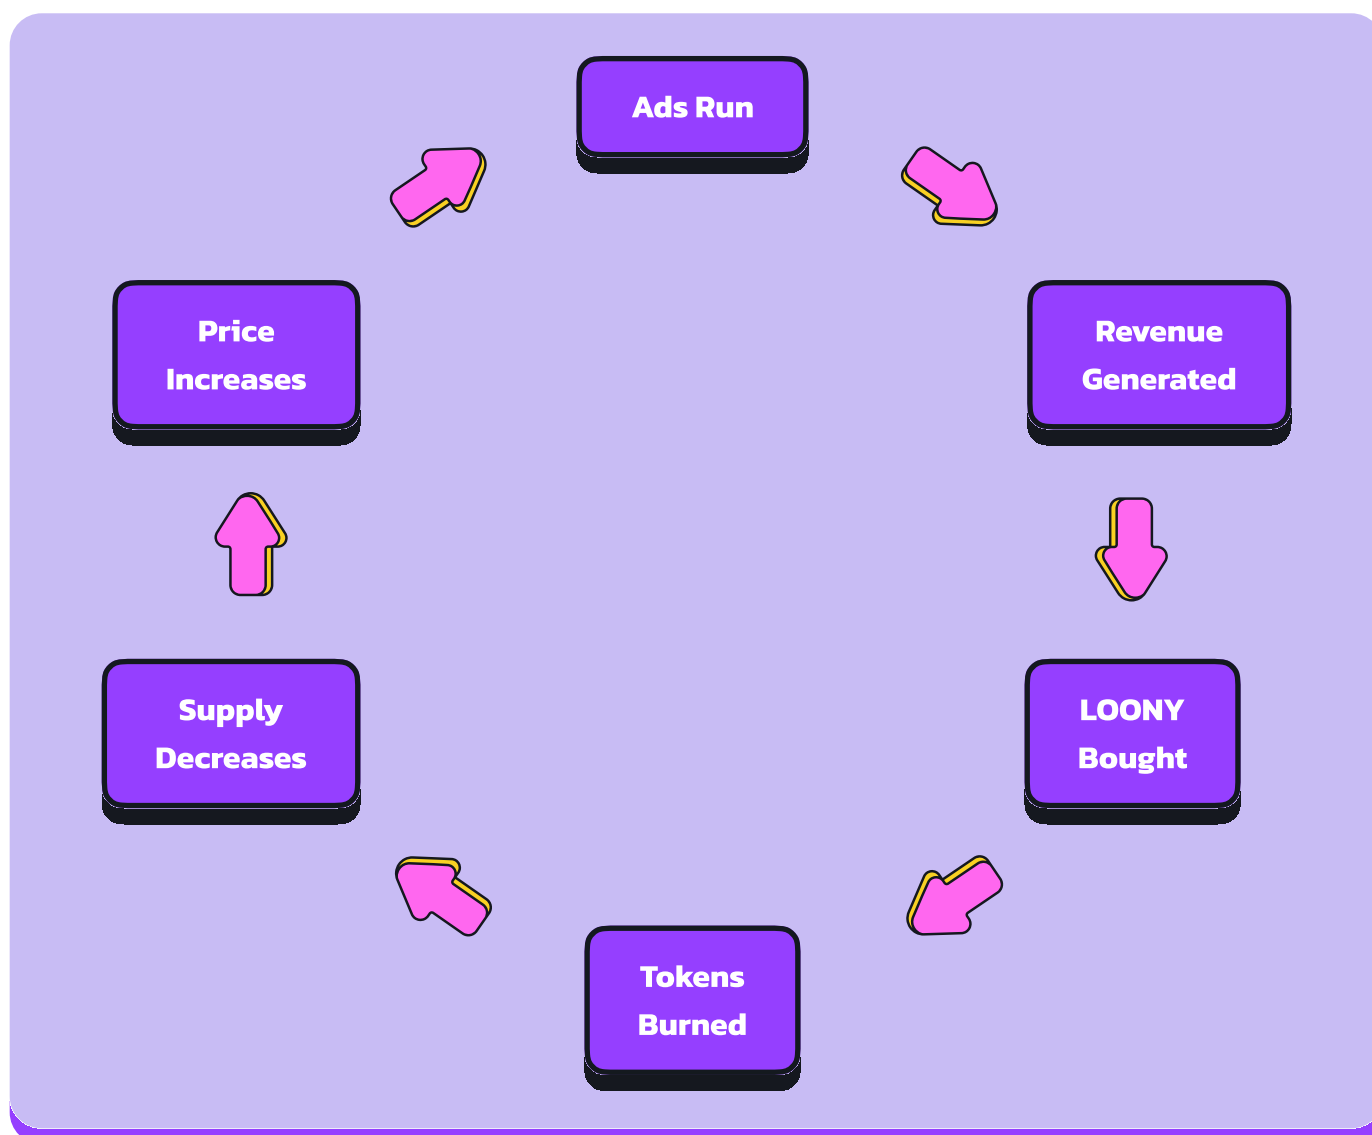 Ads Run
Price
Increases
Revenue
Generated
Supply
Decreases
LOONY
Bought
Tokens
Burned